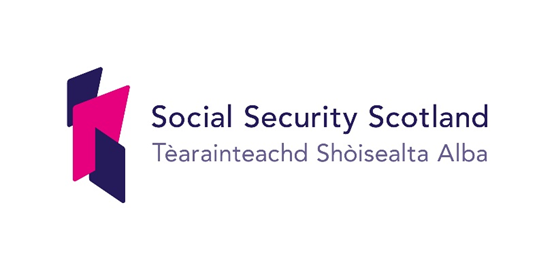 Social Security Scotland
Tèarainteachd Shòisealta Alba